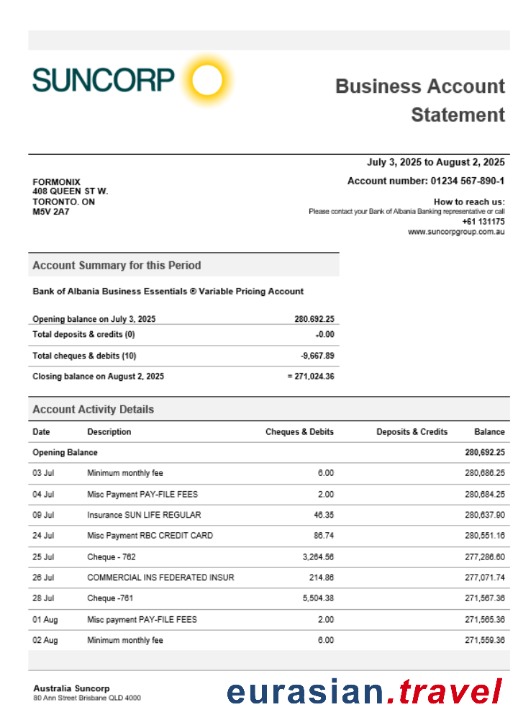 SUNCORP
Business Account
Statement
July 3, 2025 to August 2, 2025
Account number: 01234 567-890-1
FORMONIX
408 QUEEN ST W.
TORONTO. ON
M5V 2A7
How to reach us:
Please contact your Bank of Albania Banking representative or call
+61 131175
www.suncorpgroup.com.au
Account Summary for this Period
Bank of Albania Business Essentials ® Variable Pricing Account
Opening balance on July 3, 2025 280.692.25
Total deposits & credits (0) +0.00
Total cheques & debits (10) -9,667.89
Closing balance on August 2, 2025 = 271,024.36
Account Activity Details
Date Description Cheques & Debits Deposits & Credits Balance
Opening Balance 280,692.25
03 Jul Minimum monthly fee 6.00 280,686.25
04 Jul Misc Payment PAY-FILE FEES 2.00 280,684.25
09 Jul Insurance SUN LIFE REGULAR 46.35 280,637.90
24 Jul Misc Payment RBC CREDIT CARD 86.74 280,551.16
25 Jul Cheque - 762 3,264.56 277,286.60
26 Jul COMMERCIAL INS FEDERATED INSUR 214.86 277,071.74
28 Jul Cheque -761 5,504.38 271,567.36
01 Aug Misc payment PAY-FILE FEES 2.00 271,565.36
02 Aug Minimum monthly fee 6.00 271,559.36
Australia Suncorp
80 Ann Street Brisbane QLD 4000
eurasian.travel